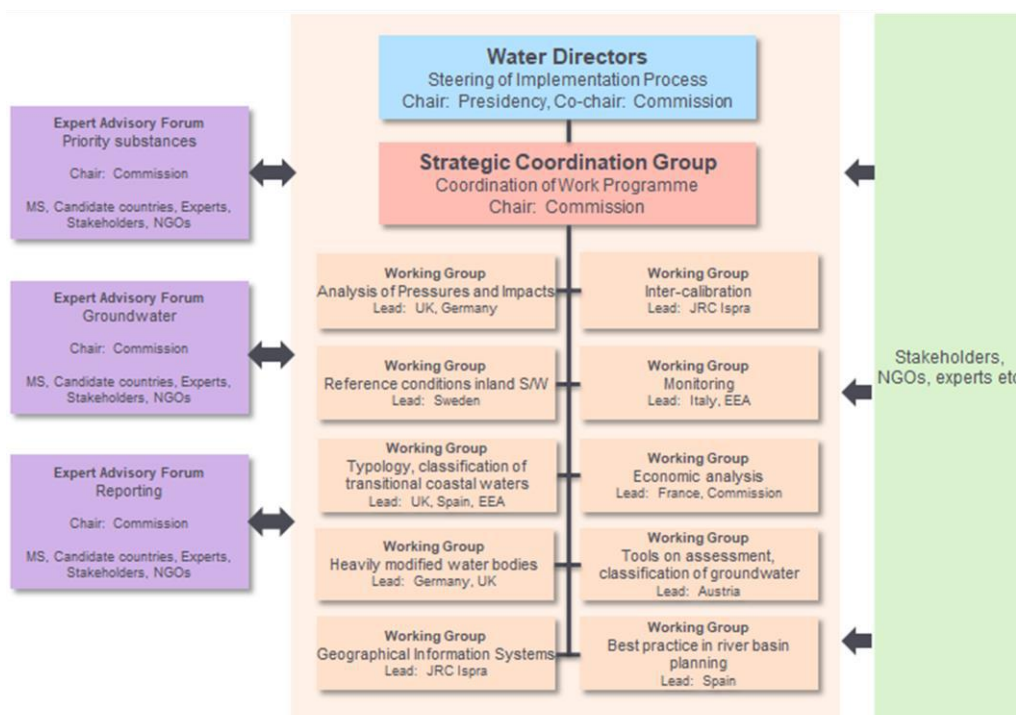 Water Directors
Steering of Implementation Process
Chair: Presidency, Co-chair: Commission
Strategic Coordination Group
Coordination of Work Programme
Chair: Commission
Expert Advisory Forum
Priority substances
Chair: Commission
MS, Candidate countries, Experts,
Stakeholders, NGOs
Expert Advisory Forum
Groundwater
Chair: Commission
MS, Candidate countries, Experts,
Stakeholders, NGOs
Expert Advisory Forum
Reporting
Chair: Commission
MS, Candidate countries, Experts,
Stakeholders, NGOs
Working Group
Analysis of Pressures and Impacts
Lead: UK, Germany
Working Group
Inter-calibration
Lead: JRC Ispra
Working Group
Reference conditions inland S/W
Lead: Sweden
Working Group
Monitoring
Lead: Italy, EEA
Working Group
Typology, classification of
transitional coastal waters
Lead: UK, Spain, EEA
Working Group
Economic analysis
Lead: France, Commission
Working Group
Heavily modified water bodies
Lead: Germany, UK
Working Group
Tools on assessment,
classification of groundwater
Lead: Austria
Working Group
Geographical Information Systems
Lead: JRC Ispra
Working Group
Best practice in river basin
planning
Lead: Spain
Stakeholders,
NGOs, experts etc